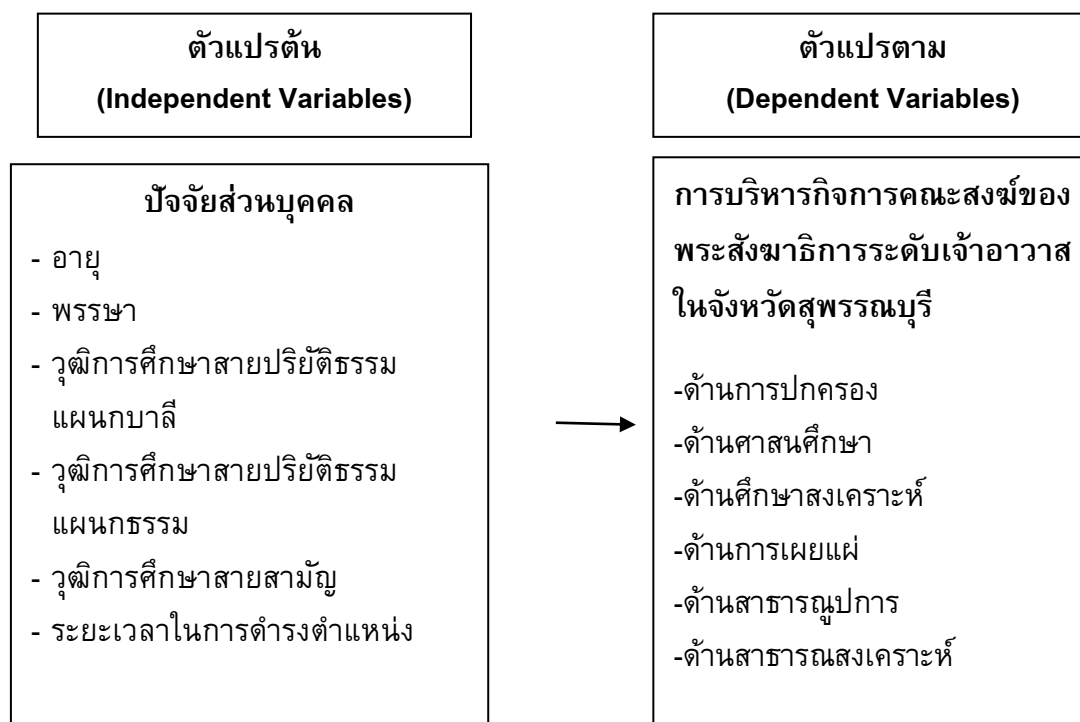 ตัวแปรต้น
(Independent Variables)
ตัวแปรตาม
(Dependent Variables)
ปัจจัยส่วนบุคคล
- อายุ
- พรรษา
- วุฒิการศึกษาสายปริยัติธรรม
แผนกบาลี
- วุฒิการศึกษาสายปริยัติธรรม
แผนกธรรม
- วุฒิการศึกษาสายสามัญ
- ระยะเวลาในการดำรงตำแหน่ง
การบริหารกิจการคณะสงฆ์ของ
พระสังฆาธิการระดับเจ้าอาวาส
ในจังหวัดสุพรรณบุรี
-ด้านการปกครอง
-ด้านศาสนศึกษา
-ด้านศึกษาสงเคราะห์
-ด้านการเผยแผ่
-ด้านสาธารณูปการ
-ด้านสาธารณสงเคราะห์